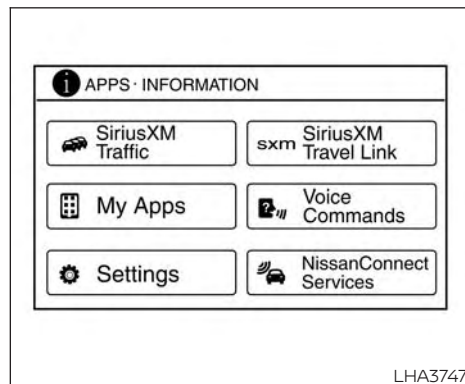 i APPS · INFORMATION
SiriusXM
Traffic
sxm SiriusXM
Travel Link
My Apps
Voice
Commands
Settings
NissanConnect
Services
LHA3747